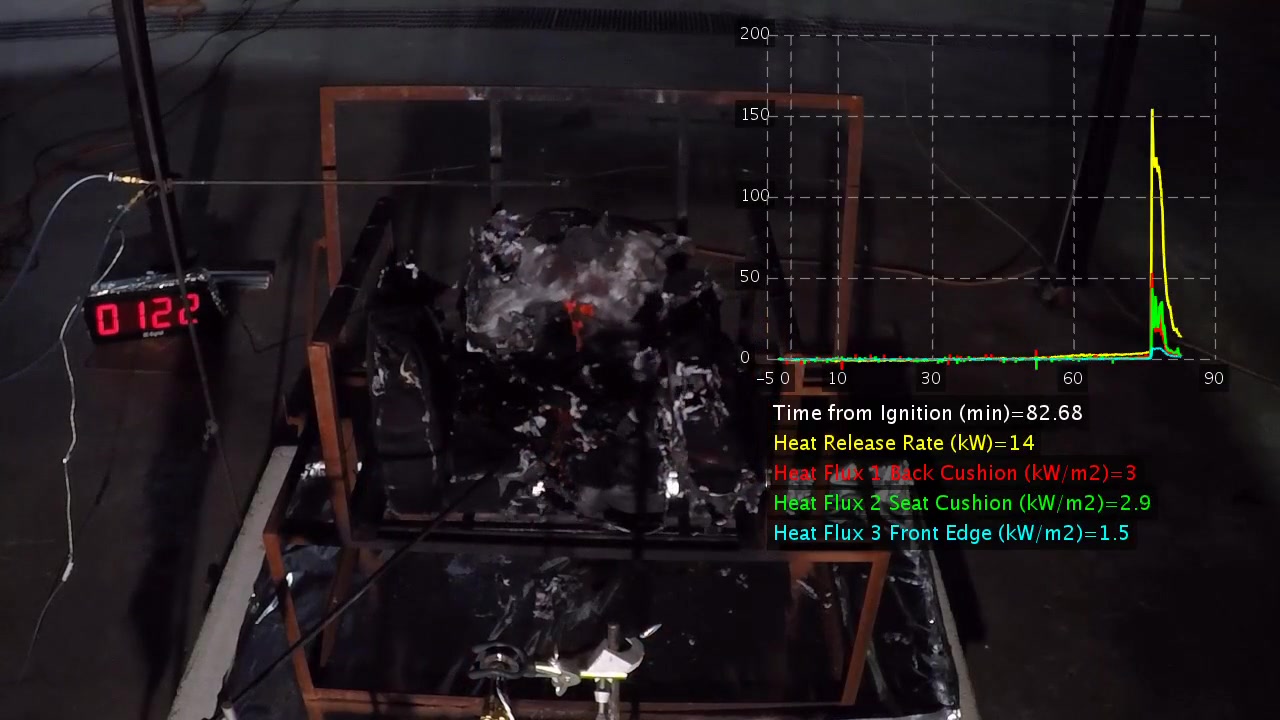 200
150
100
50
0
-5 0 10 30 60 90
0122
Time from Ignition (min)=82.68
Heat Release Rate (kW)=14
Heat Flux 1 Back Cushion (kW/m2)=3
Heat Flux 2 Seat Cushion (kW/m2)=2.9
Heat Flux 3 Front Edge (kW/m2)=1.5